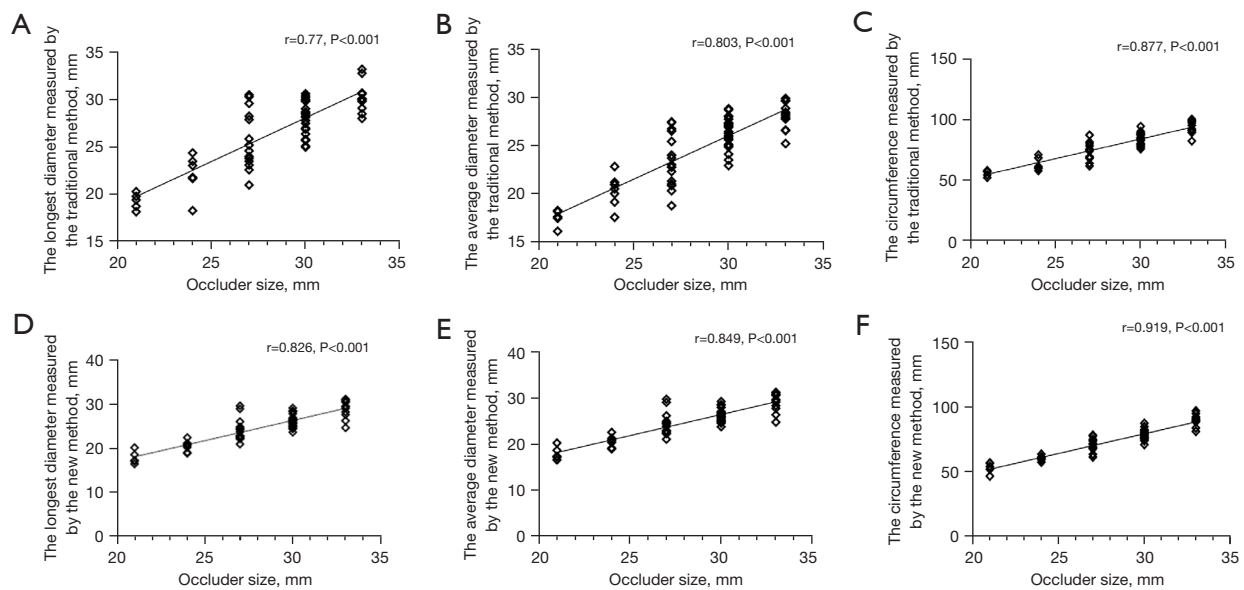 A
r=0.77, P<0.001
The longest diameter measured by
the traditional method, mm
35
30
25
20
15
20 25 30 35
Occluder size, mm
B
r=0.803, P<0.001
The average diameter measured by
the traditional method, mm
35
30
25
20
15
20 25 30 35
Occluder size, mm
C
r=0.877, P<0.001
The circumference measured by
the traditional method, mm
150
100
50
0
20 25 30 35
Occluder size, mm
D
r=0.826, P<0.001
The longest diameter measured
by the new method, mm
40
30
20
10
0
20 25 30 35
Occluder size, mm
E
r=0.849, P<0.001
The average diameter measured
by the new method, mm
40
30
20
10
0
20 25 30 35
Occluder size, mm
F
r=0.919, P<0.001
The circumference measured
by the new method, mm
150
100
50
0
20 25 30 35
Occluder size, mm